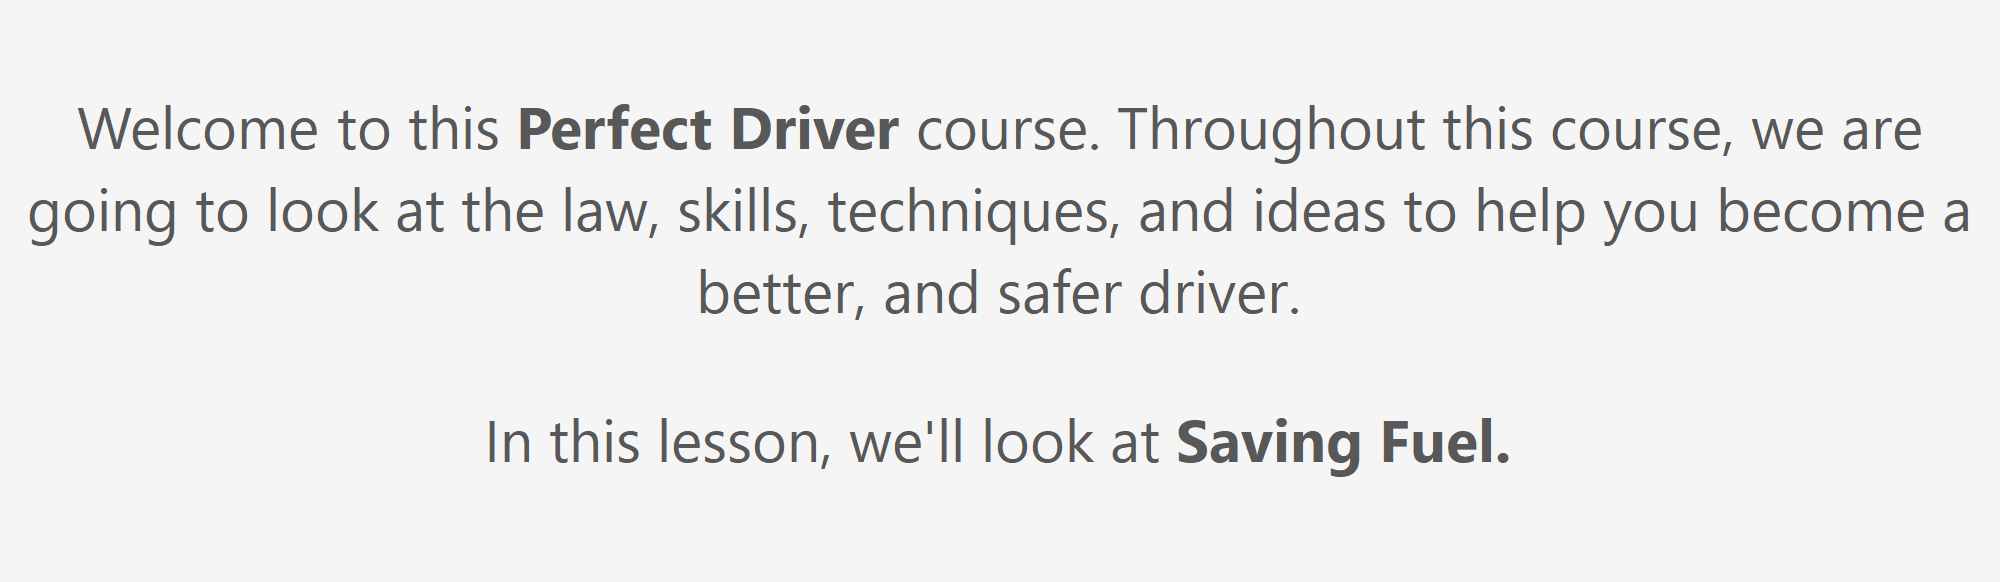 Welcome to this Perfect Driver course. Throughout this course, we are
going to look at the law, skills, techniques, and ideas to help you become a
better, and safer driver.
In this lesson, we'll look at Saving Fuel.